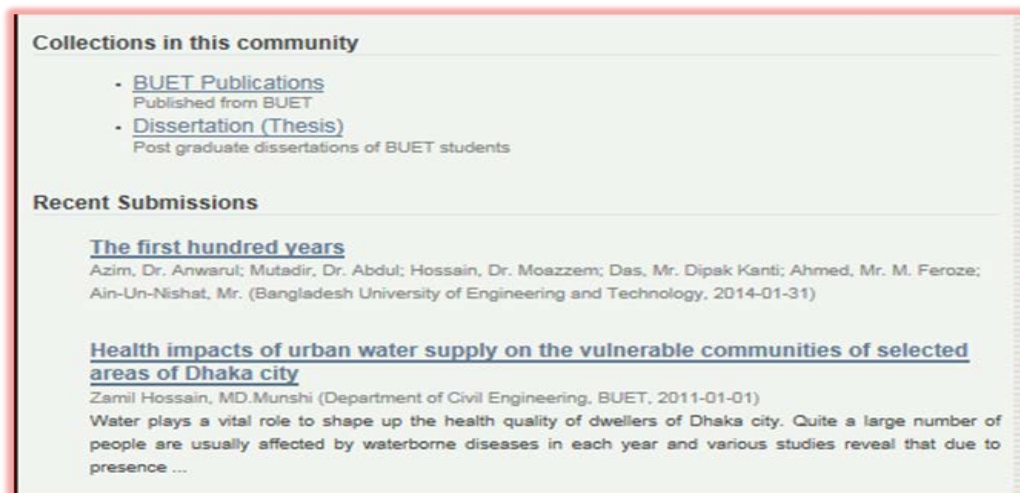 Collections in this community
BUET Publications
Published from BUET
Dissertation (Thesis)
Post graduate dissertations of BUET students
Recent Submissions
The first hundred years
Azim, Dr. Anwarul; Mutadir, Dr. Abdul; Hossain, Dr. Moazzem; Das, Mr. Dipak Kanti; Ahmed, Mr. M. Feroze;
Ain-Un-Nishat, Mr. (Bangladesh University of Engineering and Technology, 2014-01-31)
Health impacts of urban water supply on the vulnerable communities of selected
areas of Dhaka city
Zamil Hossain, MD.Munshi (Department of Civil Engineering, BUET, 2011-01-01)
Water plays a vital role to shape up the health quality of dwellers of Dhaka city. Quite a large number of
people are usually affected by waterborne diseases in each year and various studies reveal that due to
presence ...